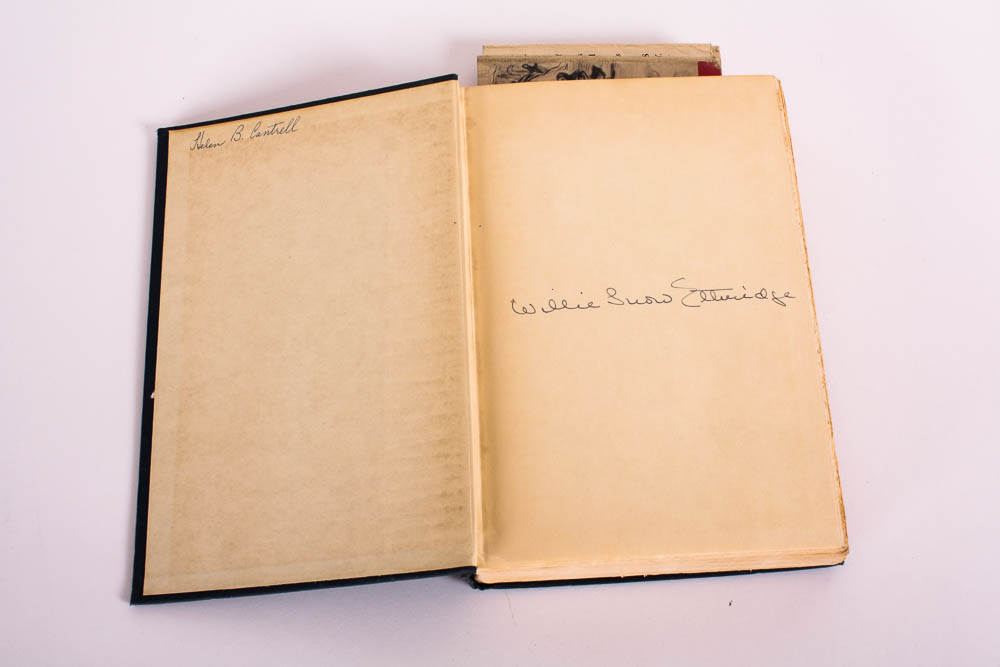 Helen B. Cantrell
Willie Snow Ethridge